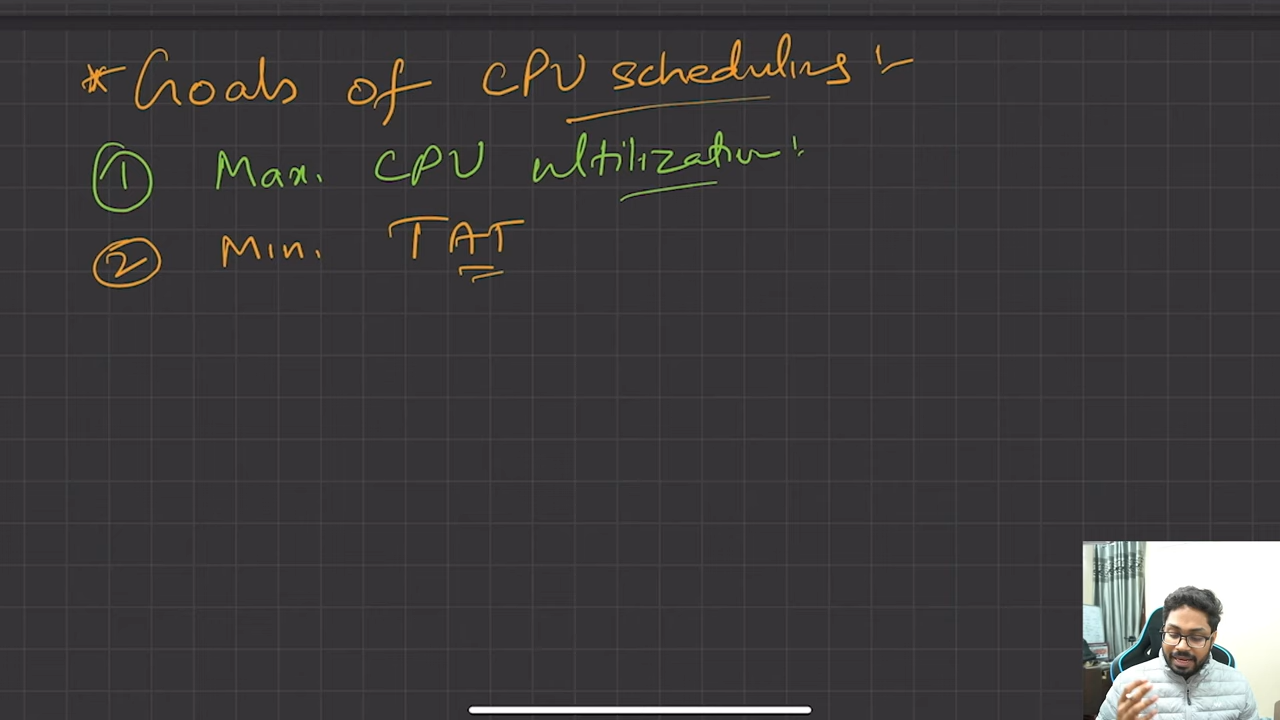 * Goals of CPU scheduling :-
① Max. CPU ultilization :
② Min. TAT